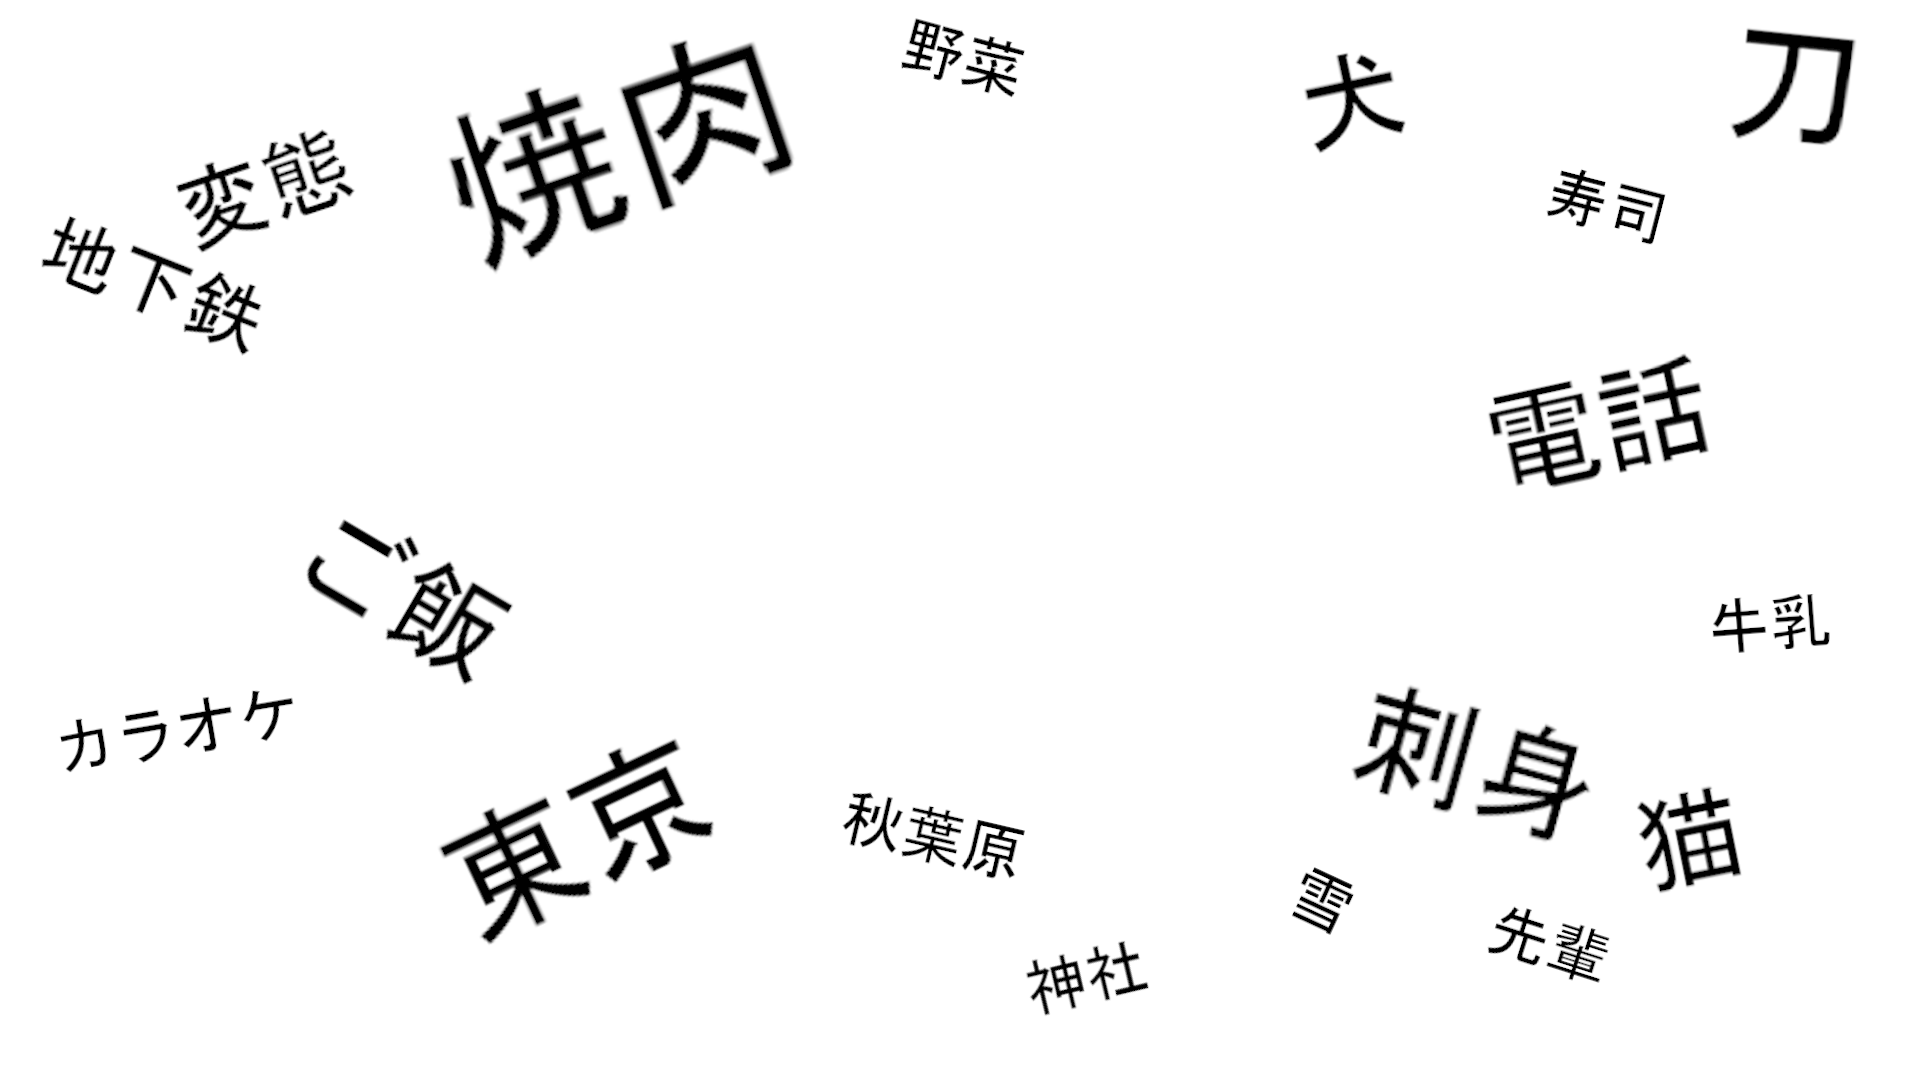 焼肉
野菜
犬
刀
変態
寿司
地下鉄
電話
ご飯
牛乳
カラオケ
刺身
東京
秋葉原
猫
雪
先輩
神社